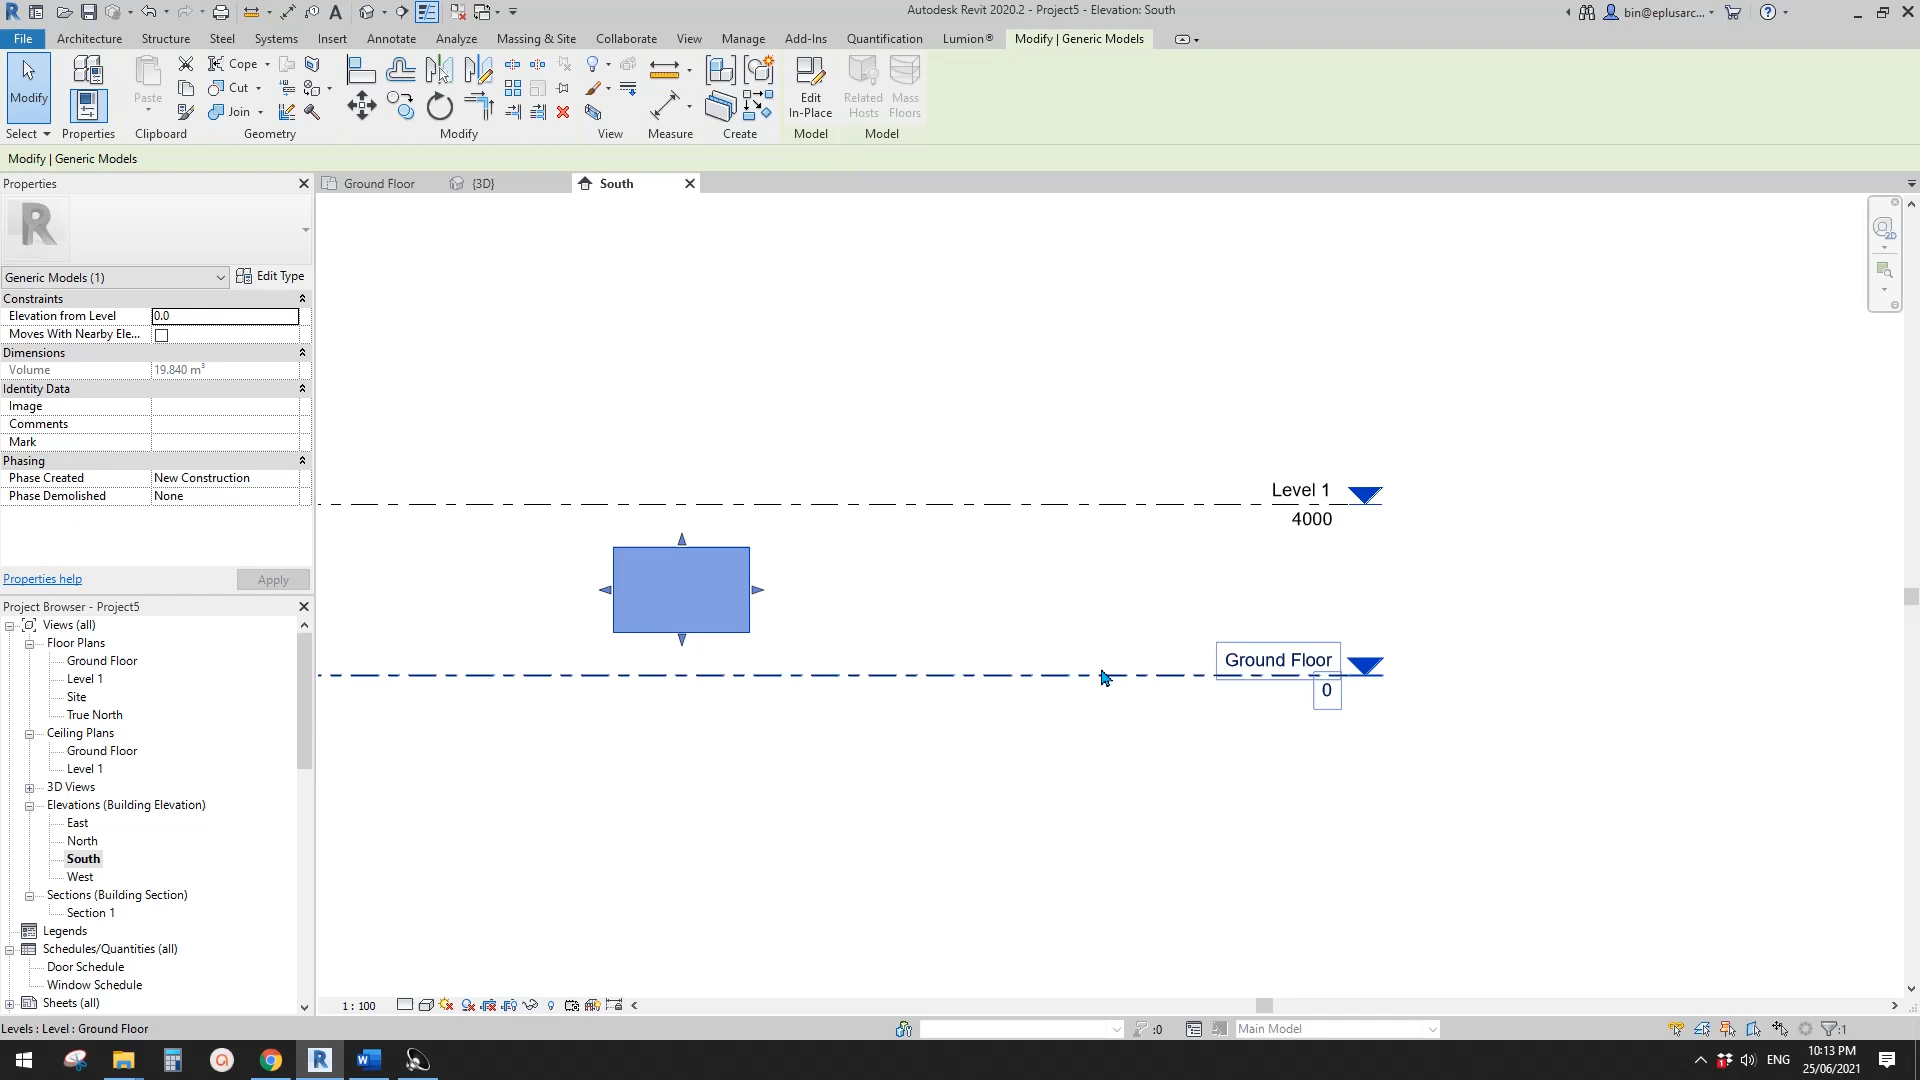 Autodesk Revit 2020.2 - Project5 - Elevation: South
bin@eplusarc...
File Architecture Structure Steel Systems Insert Annotate Analyze Massing & Site Collaborate View Manage Add-Ins Quantification Lumion® Modify | Generic Models
Modify
Paste
Cope
Cut
Join
Edit
In-Place
Related
Hosts
Mass
Floors
Select Properties Clipboard Geometry Modify View Measure Create Model Model
Modify | Generic Models
Properties
Ground Floor {3D} South
2D
Generic Models (1) Edit Type
Constraints
Elevation from Level 0.0
Moves With Nearby Ele...
Dimensions
Volume 19.840 m³
Identity Data
Image
Comments
Mark
Phasing
Phase Created New Construction
Phase Demolished None
Properties help Apply
Level 1
4000
Ground Floor
0
Project Browser - Project5
Views (all)
Floor Plans
Ground Floor
Level 1
Site
True North
Ceiling Plans
Ground Floor
Level 1
3D Views
Elevations (Building Elevation)
East
North
South
West
Sections (Building Section)
Section 1
Legends
Schedules/Quantities (all)
Door Schedule
Window Schedule
Sheets (all)
1 : 100
Levels : Level : Ground Floor
:0
Main Model
:1
ENG
10:13 PM
25/06/2021